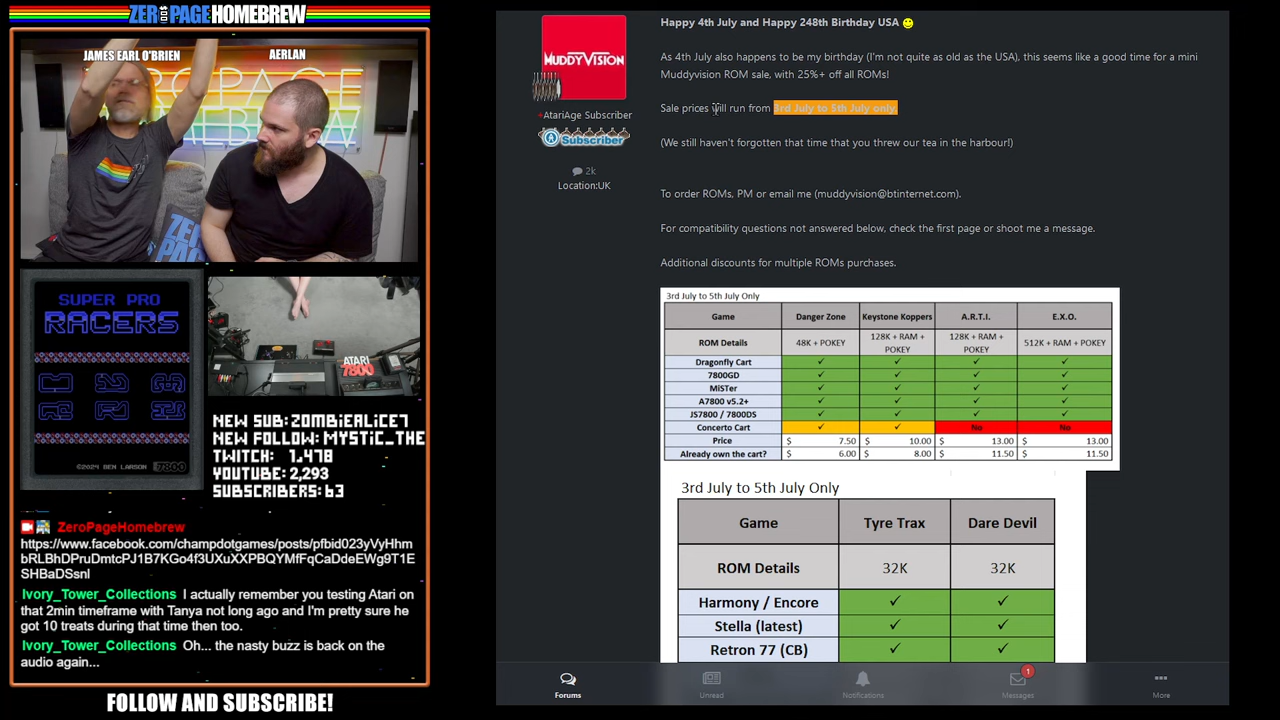 ZERO PAGE HOMEBREW
JAMES EARL O'BRIEN
AERLAN
SUPER PRO
RACERS
©2024 BEN LARSON 7800
ATARI
7800
NEW SUB: ZOMBIEALICE7
NEW FOLLOW: MYSTIC_THE
TWITCH: 1,478
YOUTUBE: 2,293
SUBSCRIBERS: 63
ZeroPageHomebrew
https://www.facebook.com/champdotgames/posts/pfbid023yVyHhm
bRLBhDPruDmtcPJ1B7KGo4f3UXuXXPBQYMfFqCaDdeEWg9T1E
SHBaDSsnl
Ivory_Tower_Collections I actually remember you testing Atari on
that 2min timeframe with Tanya not long ago and I'm pretty sure he
got 10 treats during that time then too.
Ivory_Tower_Collections Oh... the nasty buzz is back on the
audio again...
FOLLOW AND SUBSCRIBE!
MUDDYVISION
+AtariAge Subscriber
Subscriber
2k
Location:UK
Happy 4th July and Happy 248th Birthday USA
As 4th July also happens to be my birthday (I'm not quite as old as the USA), this seems like a good time for a mini
Muddyvision ROM sale, with 25%+ off all ROMs!
Sale prices will run from 3rd July to 5th July only.
(We still haven't forgotten that time that you threw our tea in the harbour!)
To order ROMs, PM or email me (muddyvision@btinternet.com).
For compatibility questions not answered below, check the first page or shoot me a message.
Additional discounts for multiple ROMs purchases.
3rd July to 5th July Only
Game Danger Zone Keystone Koppers A.R.T.I. E.X.O.
ROM Details 48K + POKEY 128K + RAM + POKEY 128K + RAM + POKEY 512K + RAM + POKEY
Dragonfly Cart ✓ ✓ ✓ ✓
7800GD ✓ ✓ ✓ ✓
MiSTer ✓ ✓ ✓ ✓
A7800 v5.2+ ✓ ✓ ✓ ✓
JS7800 / 7800DS ✓ ✓ ✓ ✓
Concerto Cart ✓ ✓ No No
Price $ 7.50 $ 10.00 $ 13.00 $ 13.00
Already own the cart? $ 6.00 $ 8.00 $ 11.50 $ 11.50
3rd July to 5th July Only
Game Tyre Trax Dare Devil
ROM Details 32K 32K
Harmony / Encore ✓ ✓
Stella (latest) ✓ ✓
Retron 77 (CB) ✓ ✓
Forums
Unread
Notifications
1
Messages
More